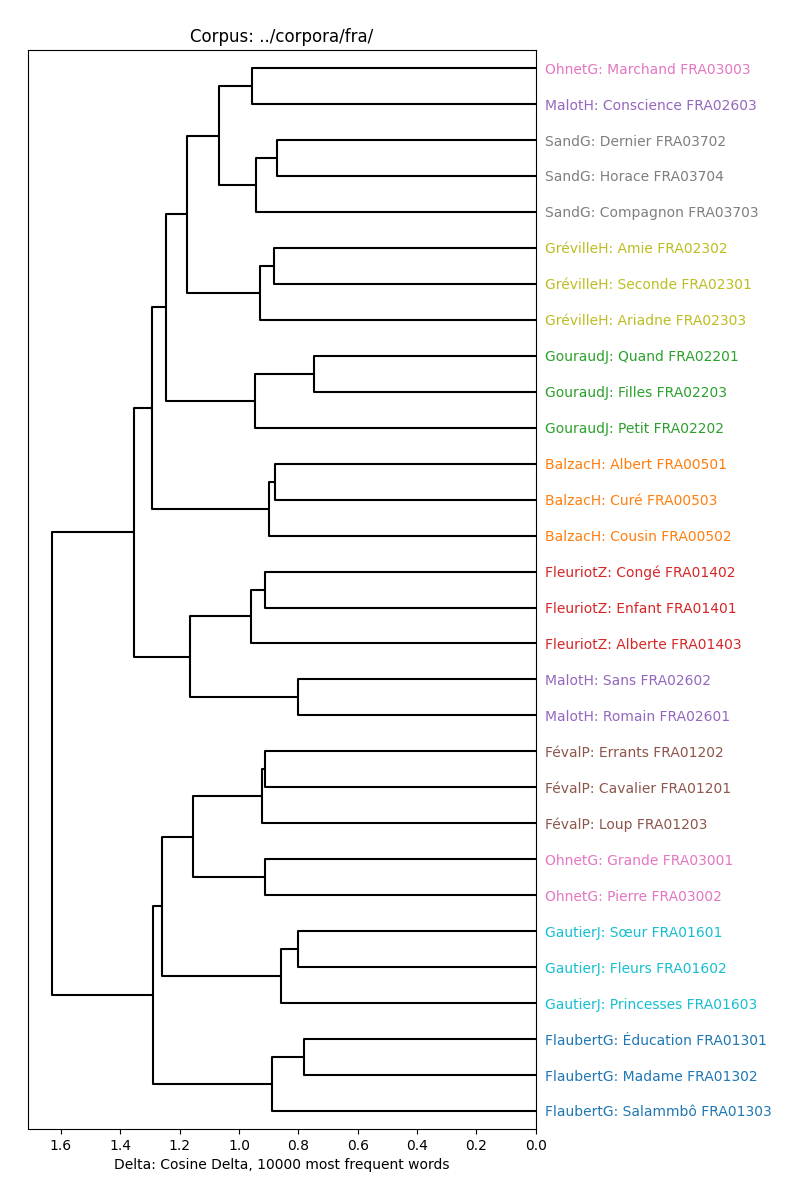 Corpus: ../corpora/fra/
OhnetG: Marchand FRA03003
MalotH: Conscience FRA02603
SandG: Dernier FRA03702
SandG: Horace FRA03704
SandG: Compagnon FRA03703
GrévilleH: Amie FRA02302
GrévilleH: Seconde FRA02301
GrévilleH: Ariadne FRA02303
GouraudJ: Quand FRA02201
GouraudJ: Filles FRA02203
GouraudJ: Petit FRA02202
BalzacH: Albert FRA00501
BalzacH: Curé FRA00503
BalzacH: Cousin FRA00502
FleuriotZ: Congé FRA01402
FleuriotZ: Enfant FRA01401
FleuriotZ: Alberte FRA01403
MalotH: Sans FRA02602
MalotH: Romain FRA02601
FévalP: Errants FRA01202
FévalP: Cavalier FRA01201
FévalP: Loup FRA01203
OhnetG: Grande FRA03001
OhnetG: Pierre FRA03002
GautierJ: Sœur FRA01601
GautierJ: Fleurs FRA01602
GautierJ: Princesses FRA01603
FlaubertG: Éducation FRA01301
FlaubertG: Madame FRA01302
FlaubertG: Salammbô FRA01303
1.6 1.4 1.2 1.0 0.8 0.6 0.4 0.2 0.0
Delta: Cosine Delta, 10000 most frequent words